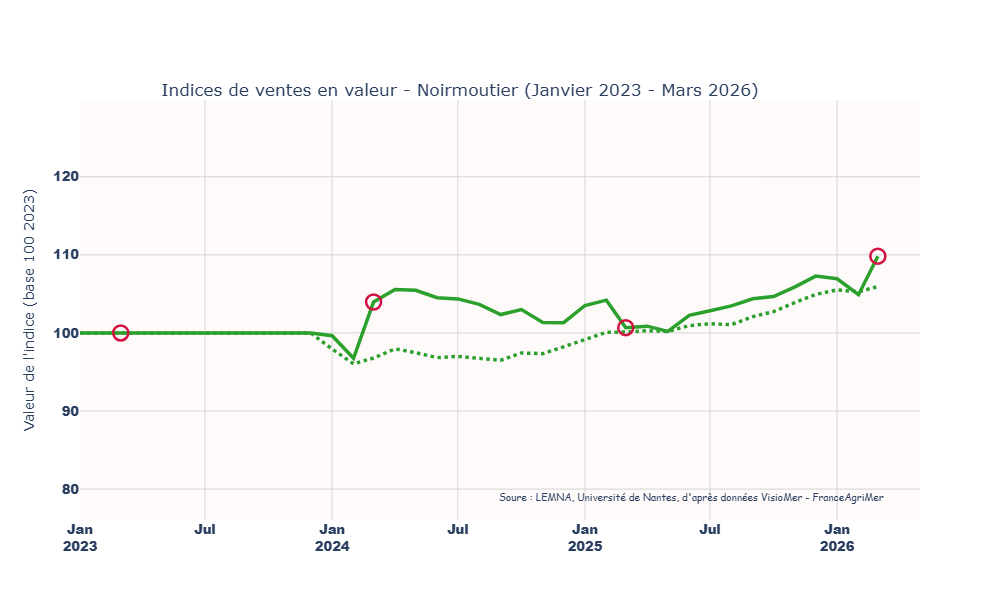 Indices de ventes en valeur - Noirmoutier (Janvier 2023 - Mars 2026)
Valeur de l'Indice (base 100 2023)
120
110
100
90
80
Soure : LEMNA, Université de Nantes, d'après données VisioMer - FranceAgriMer
Jan Jul Jan Jul Jan Jul Jan
2023 2024 2025 2026